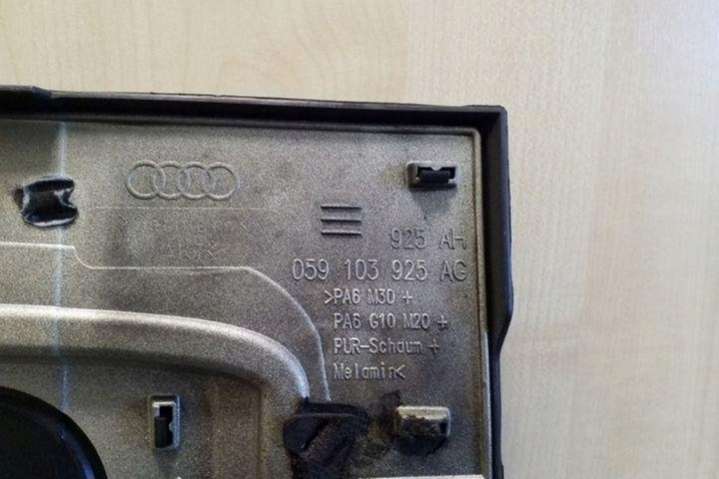 925 AH
059 103 925 AG
>PA6 M30 +
PA6 G10 M20 +
PUR-Schaum +
Melamin<